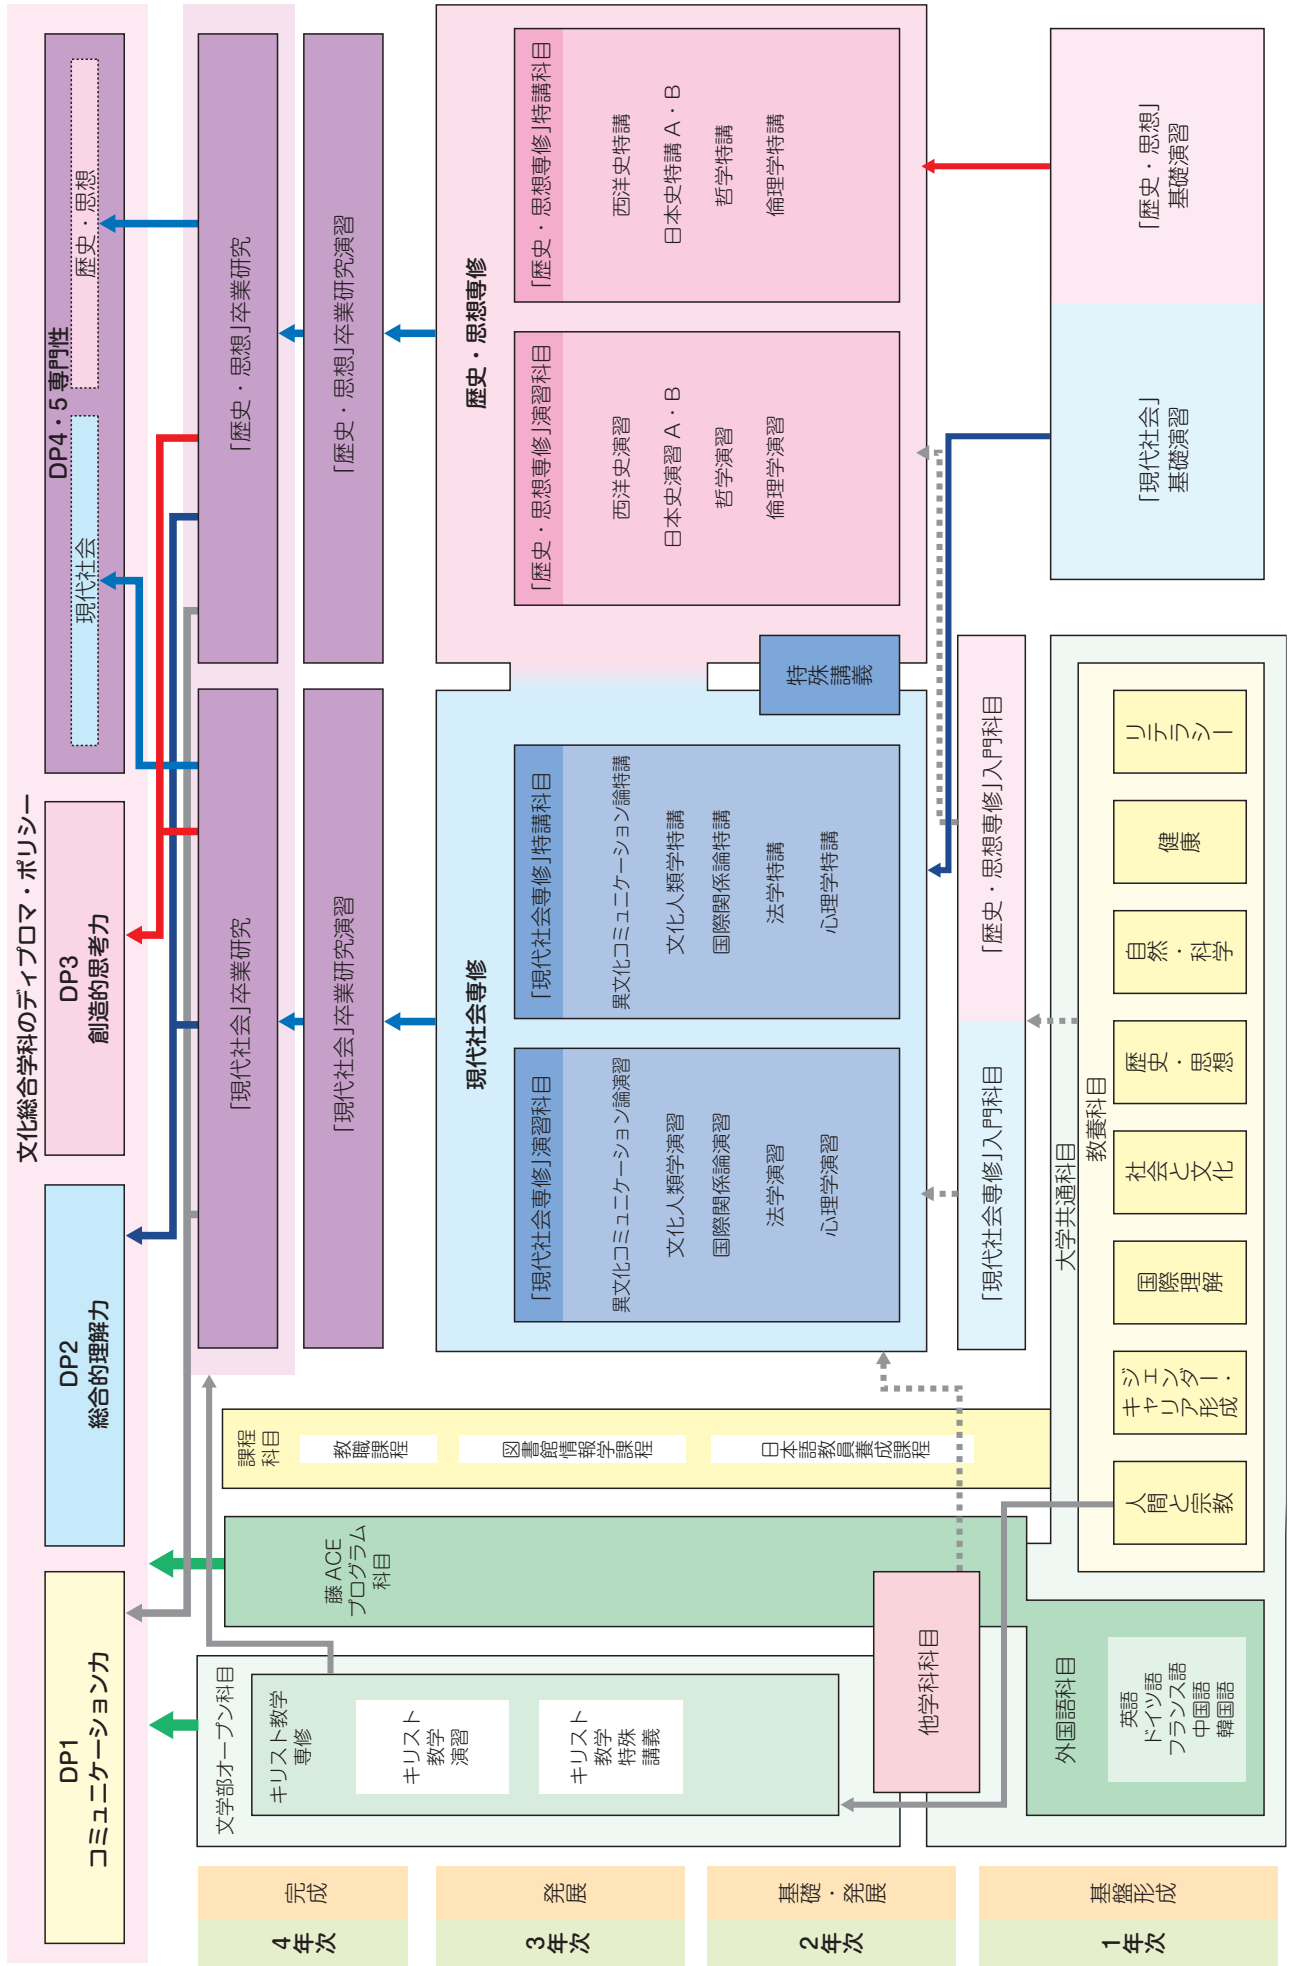 文化総合学科のディプロマ・ポリシー
DP1
コミュニケーション力
DP2
総合的理解力
DP3
創造的思考力
DP4・5 専門性
現代社会
歴史・思想
4年次
完成
3年次
発展
2年次
基礎・発展
1年次
基盤形成
文学部オープン科目
キリスト教学
専修
キリスト
教学
演習
キリスト
教学
特殊
講義
藤 ACE
プログラム
科目
課程
科目
教職
課程
図書館
情報学課程
日本語教員
養成課程
「現代社会」卒業研究
「歴史・思想」卒業研究
「現代社会」卒業研究演習
「歴史・思想」卒業研究演習
現代社会専修
「現代社会専修」演習科目
異文化コミュニケーション論演習
文化人類学演習
国際関係論演習
法学演習
心理学演習
「現代社会専修」特講科目
異文化コミュニケーション論特講
文化人類学特講
国際関係論特講
法学特講
心理学特講
特殊
講義
歴史・思想専修
「歴史・思想専修」演習科目
西洋史演習
日本史演習 A・B
哲学演習
倫理学演習
「歴史・思想専修」特講科目
西洋史特講
日本史特講 A・B
哲学特講
倫理学特講
他学科科目
「現代社会専修」入門科目
「歴史・思想専修」入門科目
外国語科目
英語
ドイツ語
フランス語
中国語
韓国語
大学共通科目
教養科目
人間と
宗教
ジェンダー・
キャリア形成
国際
理解
社会と
文化
歴史・
思想
自然・
科学
健康
リテラシー
「現代社会」
基礎演習
「歴史・思想」
基礎演習